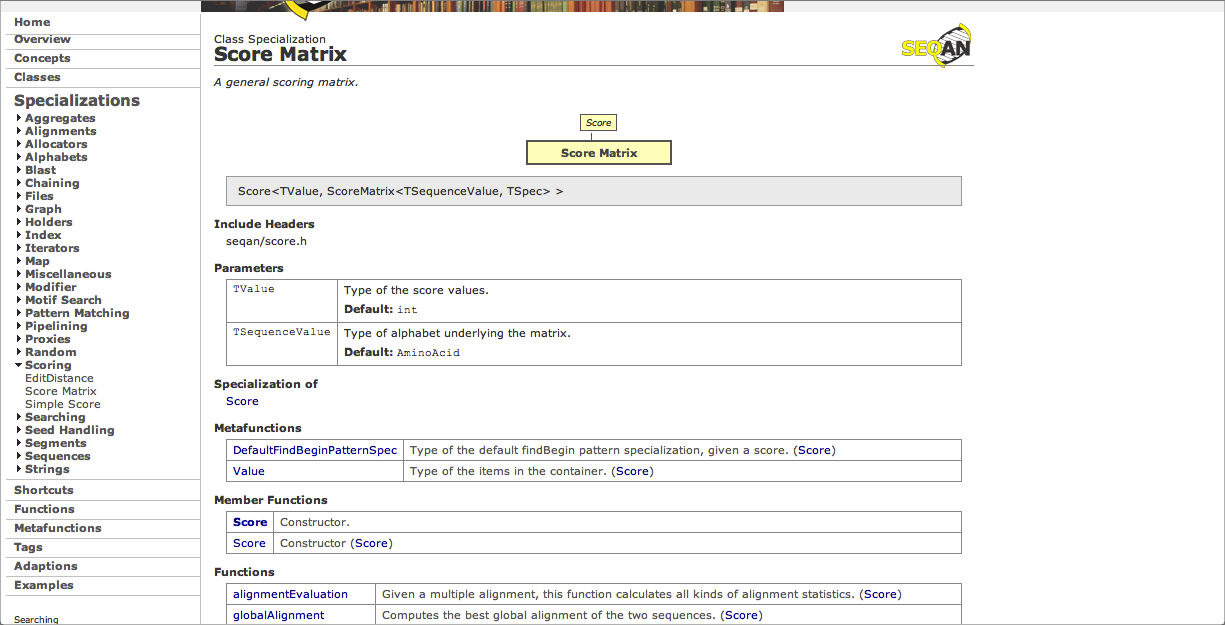 Home
Overview
Concepts
Classes
Specializations
Aggregates
Alignments
Allocators
Alphabets
Blast
Chaining
Files
Graph
Holders
Index
Iterators
Map
Miscellaneous
Modifier
Motif Search
Pattern Matching
Pipelining
Proxies
Random
Scoring
EditDistance
Score Matrix
Simple Score
Searching
Seed Handling
Segments
Sequences
Strings
Shortcuts
Functions
Metafunctions
Tags
Adaptions
Examples
Searching
Class Specialization
Score Matrix
SEQAN
A general scoring matrix.
Score
Score Matrix
Score<TValue, ScoreMatrix<TSequenceValue, TSpec> >
Include Headers
seqan/score.h
Parameters
TValue Type of the score values.
Default: int
TSequenceValue Type of alphabet underlying the matrix.
Default: AminoAcid
Specialization of
Score
Metafunctions
DefaultFindBeginPatternSpec Type of the default findBegin pattern specialization, given a score. (Score)
Value Type of the items in the container. (Score)
Member Functions
Score Constructor.
Score Constructor (Score)
Functions
alignmentEvaluation Given a multiple alignment, this function calculates all kinds of alignment statistics. (Score)
globalAlignment Computes the best global alignment of the two sequences. (Score)